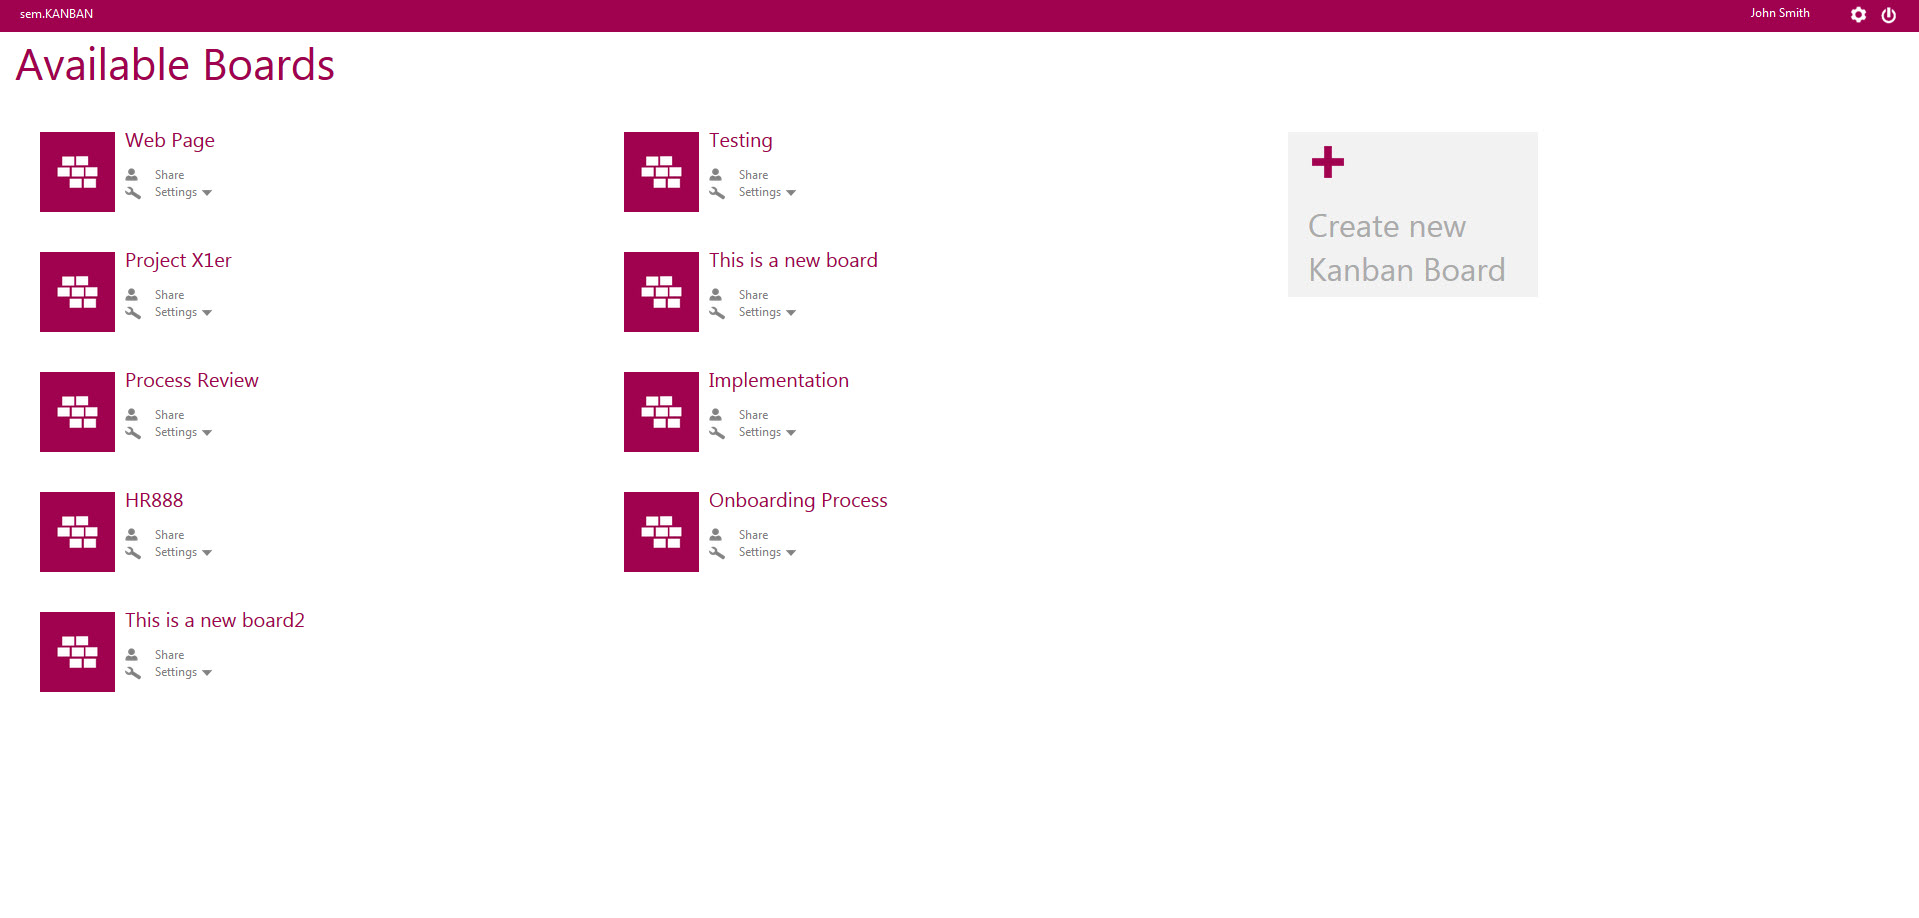 sem.KANBAN
John Smith
Available Boards
Web Page
Share
Settings
Testing
Share
Settings
Create new
Kanban Board
Project X1er
Share
Settings
This is a new board
Share
Settings
Process Review
Share
Settings
Implementation
Share
Settings
HR888
Share
Settings
Onboarding Process
Share
Settings
This is a new board2
Share
Settings